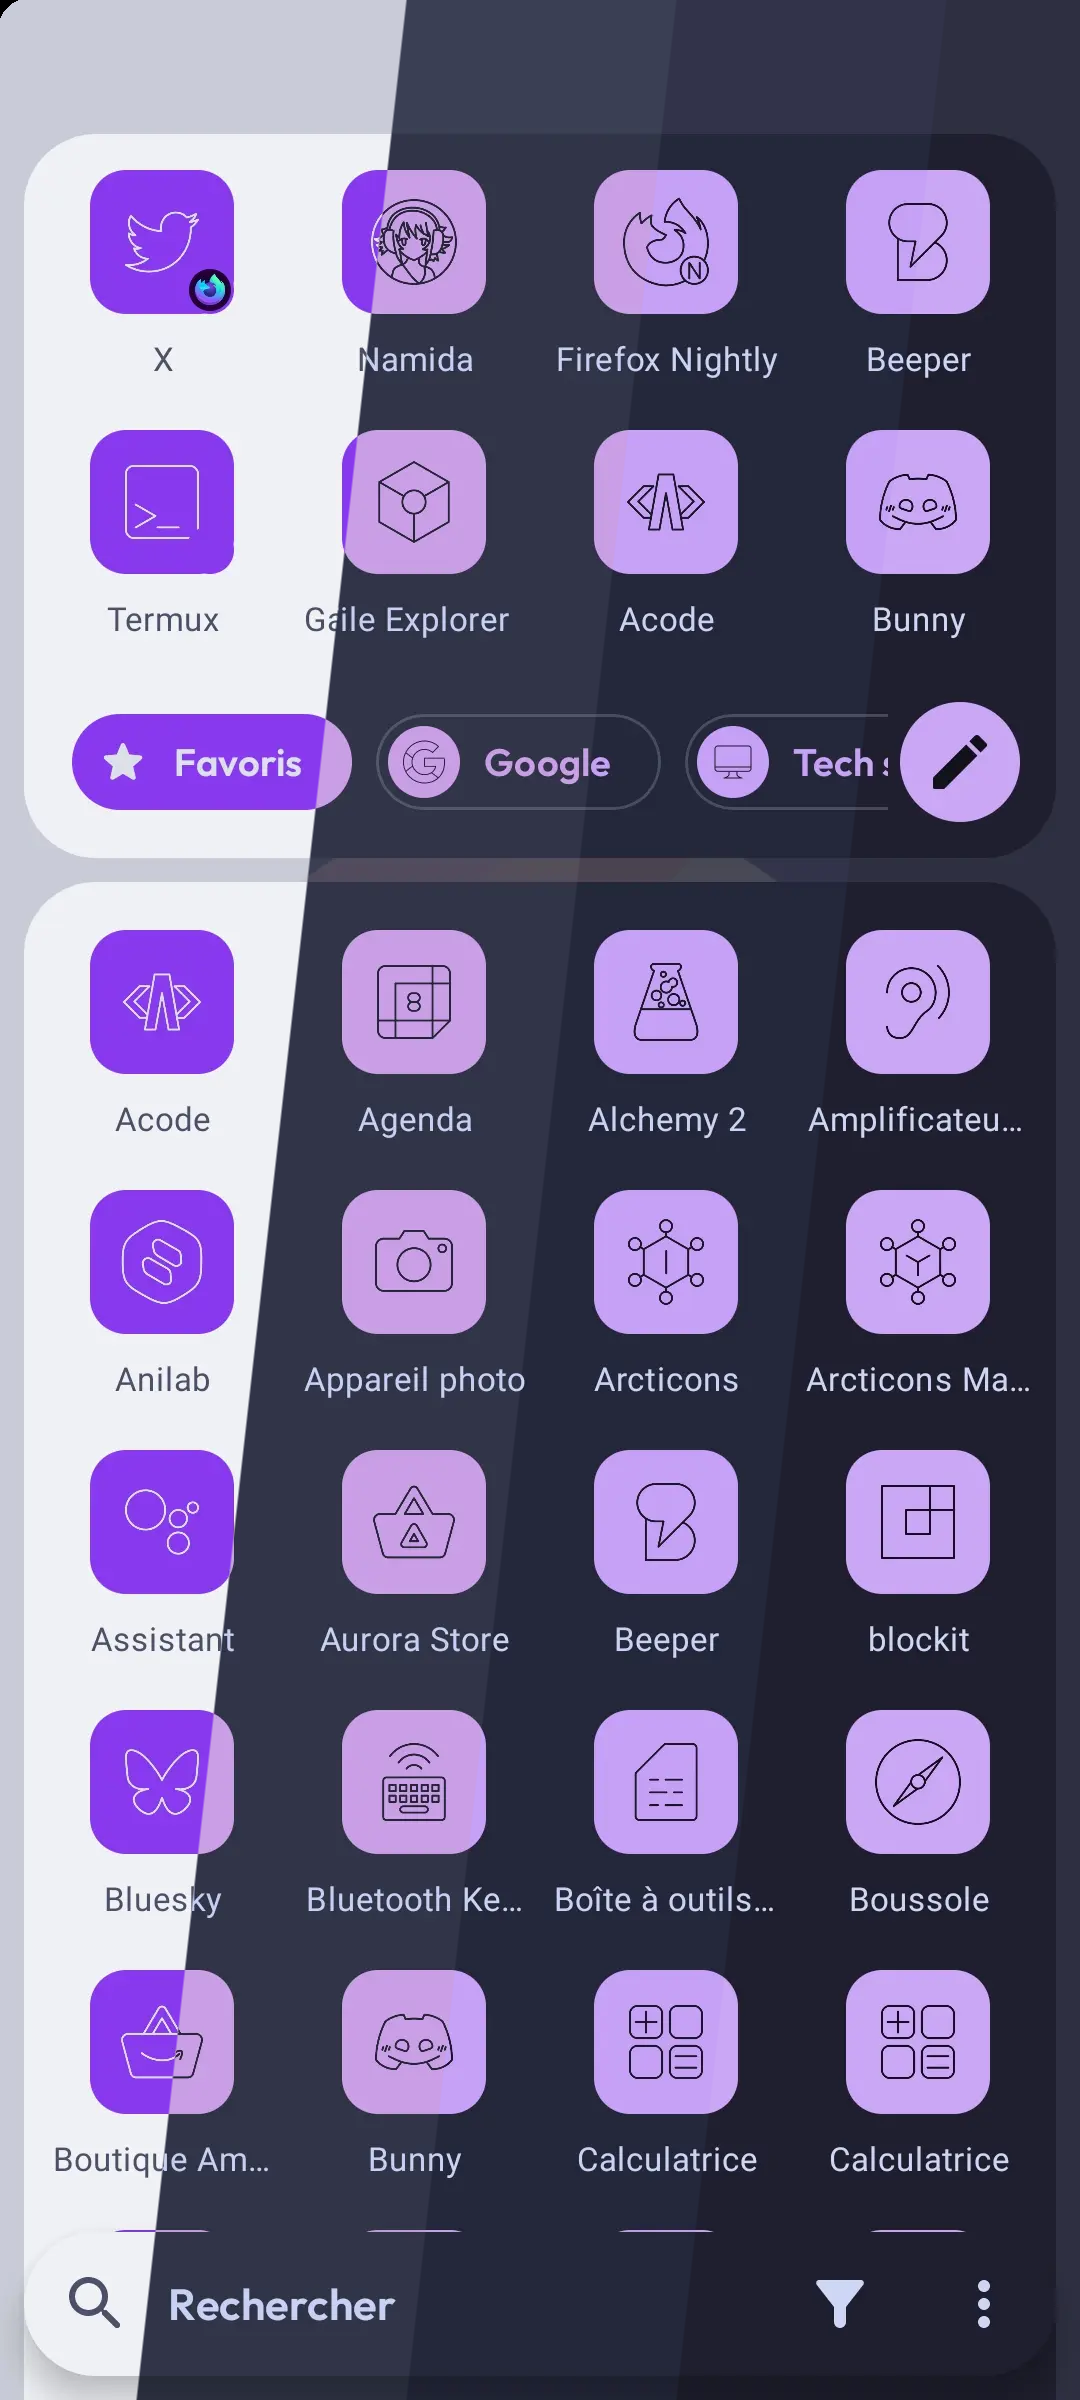 X Namida Firefox Nightly Beeper
Termux Gaile Explorer Acode Bunny
Favoris Google Tech
Acode Agenda Alchemy 2 Amplificateu...
Anilab Appareil photo Arcticons Arcticons Ma...
Assistant Aurora Store Beeper blockit
Bluesky Bluetooth Ke... Boîte à outils... Boussole
Boutique Am... Bunny Calculatrice Calculatrice
Rechercher